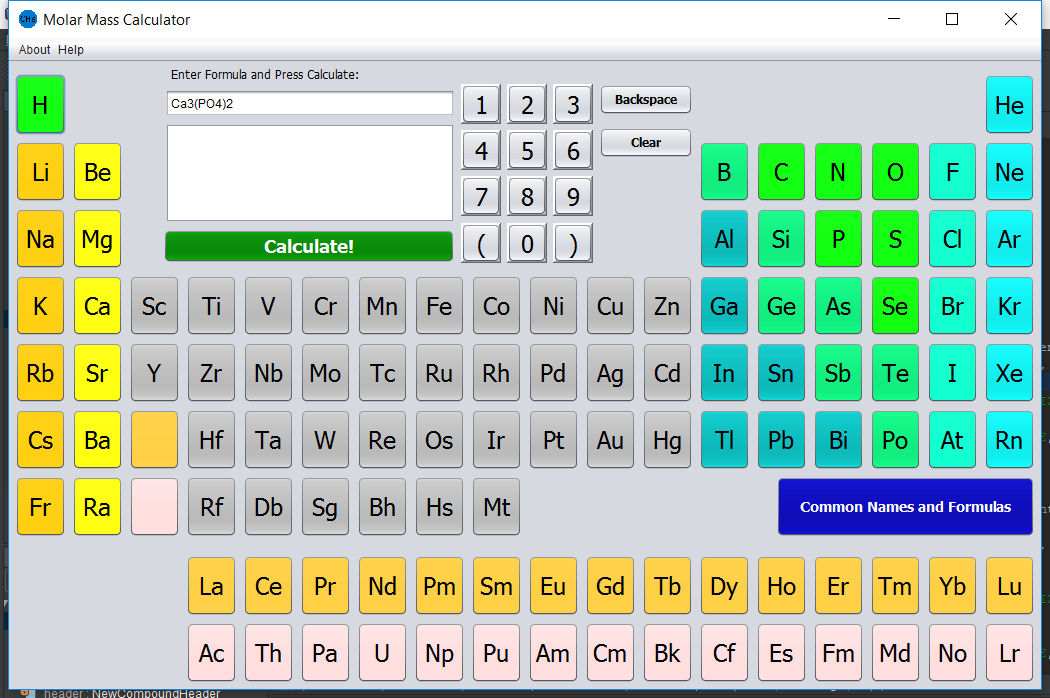 CHe Molar Mass Calculator
About Help
Enter Formula and Press Calculate:
Ca3(PO4)2
1 2 3 Backspace
H He
4 5 6 Clear
Li Be B C N O F Ne
7 8 9
Na Mg Al Si P S Cl Ar
Calculate! ( 0 )
K Ca Sc Ti V Cr Mn Fe Co Ni Cu Zn Ga Ge As Se Br Kr
Rb Sr Y Zr Nb Mo Tc Ru Rh Pd Ag Cd In Sn Sb Te I Xe
Cs Ba Hf Ta W Re Os Ir Pt Au Hg Tl Pb Bi Po At Rn
Fr Ra Rf Db Sg Bh Hs Mt Common Names and Formulas
La Ce Pr Nd Pm Sm Eu Gd Tb Dy Ho Er Tm Yb Lu
Ac Th Pa U Np Pu Am Cm Bk Cf Es Fm Md No Lr
header : NewCompoundHeader